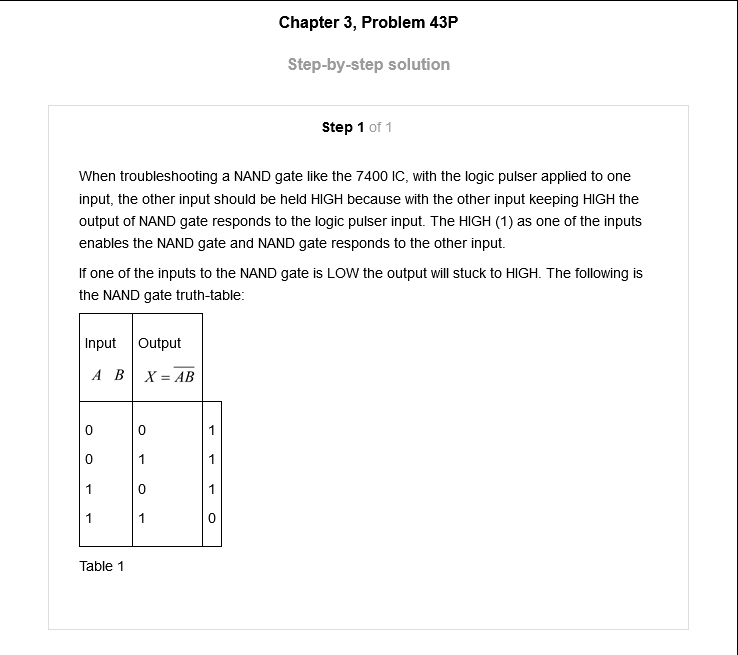 Chapter 3, Problem 43P
Step-by-step solution
Step 1 of 1
When troubleshooting a NAND gate like the 7400 IC, with the logic pulser applied to one
input, the other input should be held HIGH because with the other input keeping HIGH the
output of NAND gate responds to the logic pulser input. The HIGH (1) as one of the inputs
enables the NAND gate and NAND gate responds to the other input.
If one of the inputs to the NAND gate is LOW the output will stuck to HIGH. The following is
the NAND gate truth-table:
Input Output
A B X = A̅B̅
0 0 1
0 1 1
1 0 1
1 1 0
Table 1